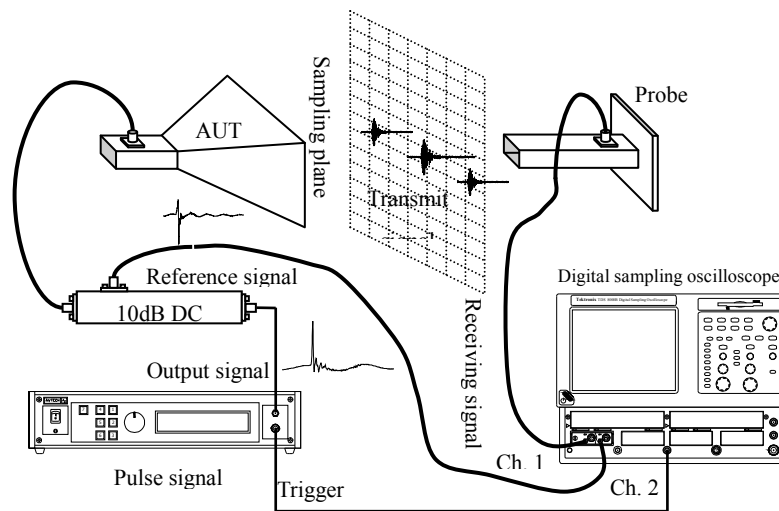 Sampling plane
Probe
AUT
Transmit
Reference signal
Digital sampling oscilloscope
10dB DC
Receiving signal
Output signal
Ch. 1
Ch. 2
Pulse signal
Trigger